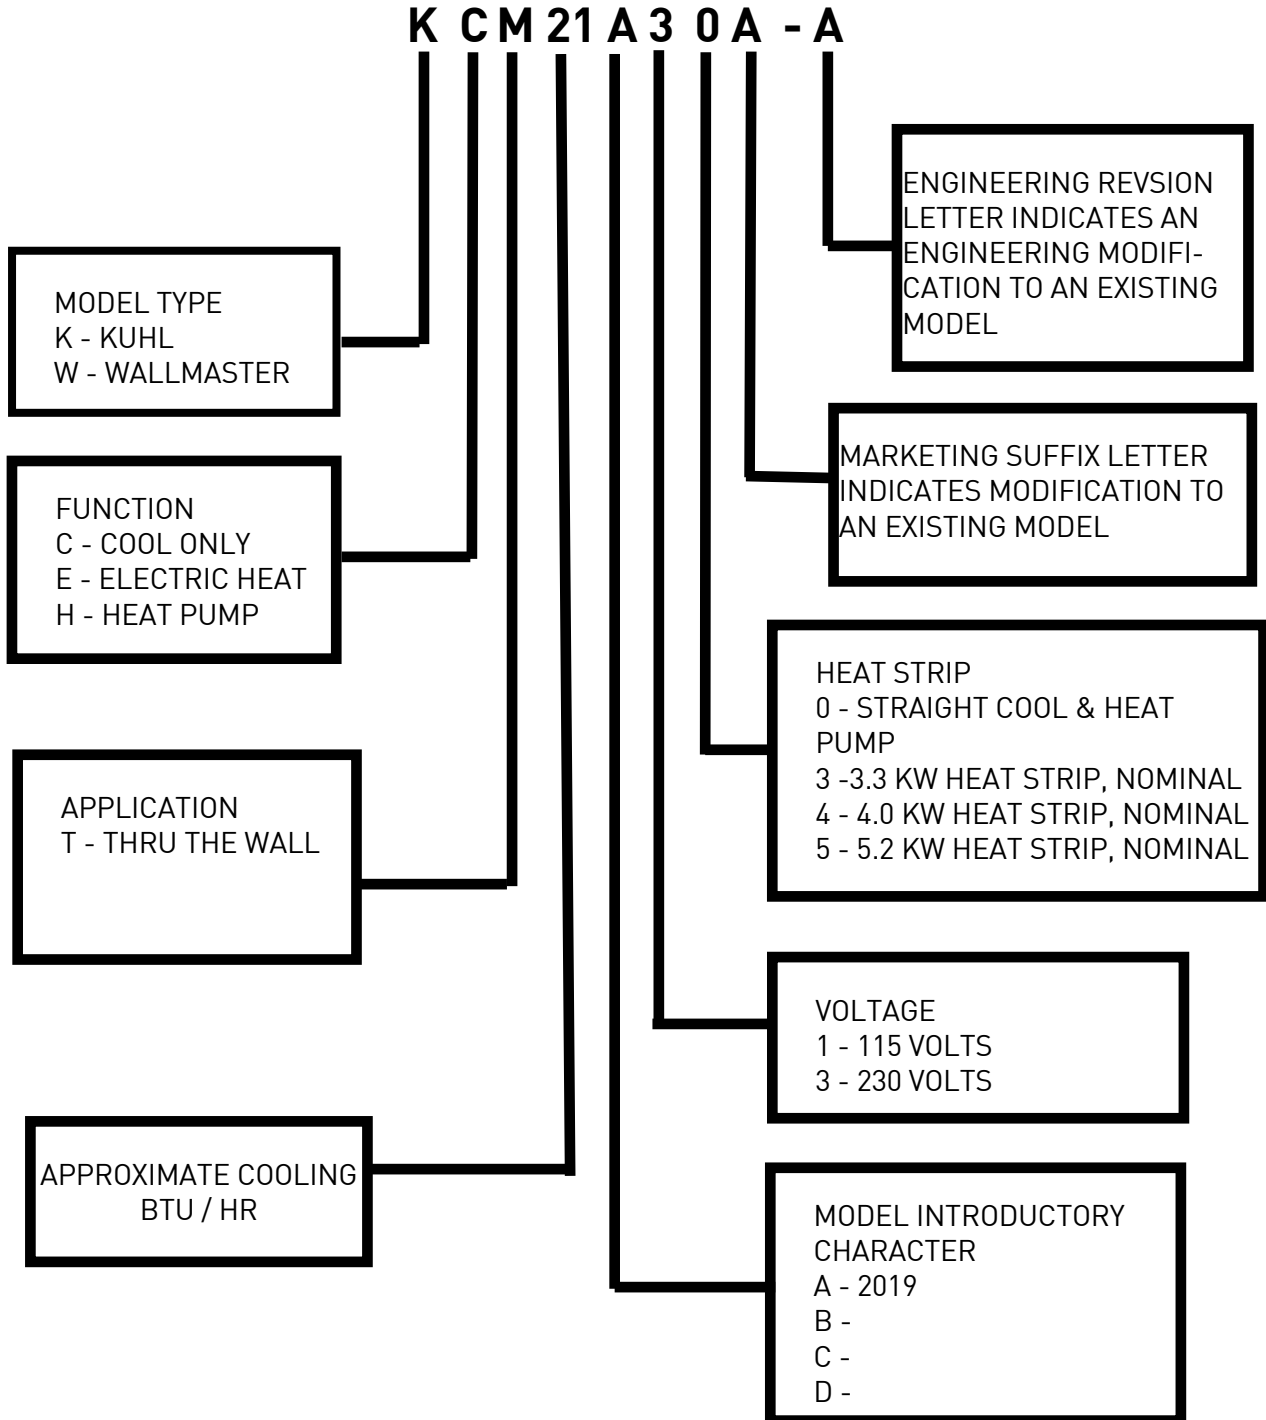 K C M 21 A 3 0 A - A
MODEL TYPE
K - KUHL
W - WALLMASTER
FUNCTION
C - COOL ONLY
E - ELECTRIC HEAT
H - HEAT PUMP
APPLICATION
T - THRU THE WALL
APPROXIMATE COOLING
BTU / HR
ENGINEERING REVSION
LETTER INDICATES AN
ENGINEERING MODIFI-
CATION TO AN EXISTING
MODEL
MARKETING SUFFIX LETTER
INDICATES MODIFICATION TO
AN EXISTING MODEL
HEAT STRIP
0 - STRAIGHT COOL & HEAT
PUMP
3 -3.3 KW HEAT STRIP, NOMINAL
4 - 4.0 KW HEAT STRIP, NOMINAL
5 - 5.2 KW HEAT STRIP, NOMINAL
VOLTAGE
1 - 115 VOLTS
3 - 230 VOLTS
MODEL INTRODUCTORY
CHARACTER
A - 2019
B -
C -
D -